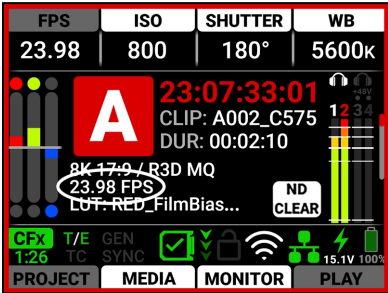 FPS ISO SHUTTER WB
23.98 800 180° 5600K
A 23:07:33:01
CLIP: A002_C575
DUR: 00:02:10
+48V
1 2 3 4
8K 17:9 / R3D MQ
23.98 FPS
LUT: RED_FilmBias...
ND
CLEAR
CFx T/E GEN
1:26 TC SYNC 15.1V 100%
PROJECT MEDIA MONITOR PLAY